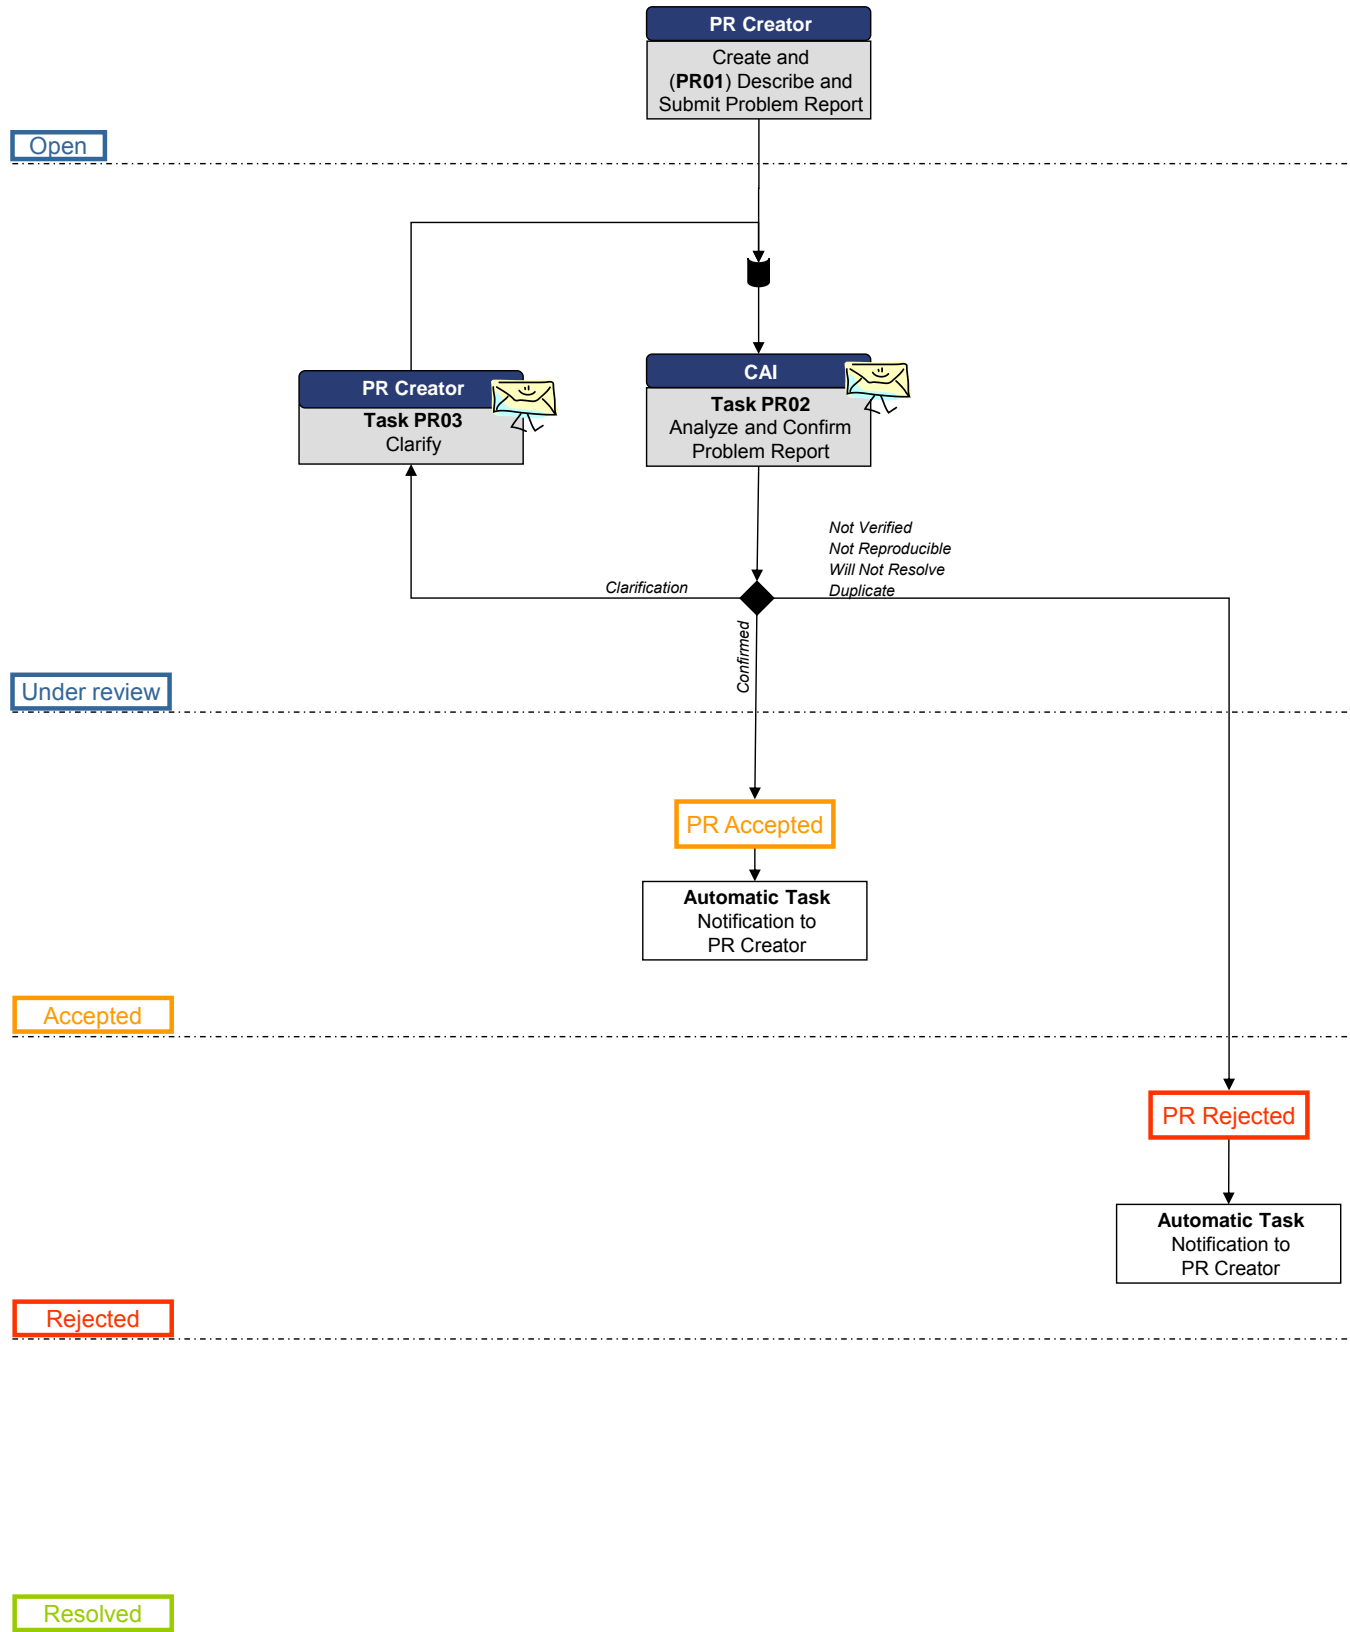 PR Creator
Create and
(PR01) Describe and
Submit Problem Report
Open
PR Creator
Task PR03
Clarify
CAI
Task PR02
Analyze and Confirm
Problem Report
Not Verified
Not Reproducible
Will Not Resolve
Duplicate
Clarification
Confirmed
Under review
PR Accepted
Automatic Task
Notification to
PR Creator
Accepted
PR Rejected
Automatic Task
Notification to
PR Creator
Rejected
Resolved